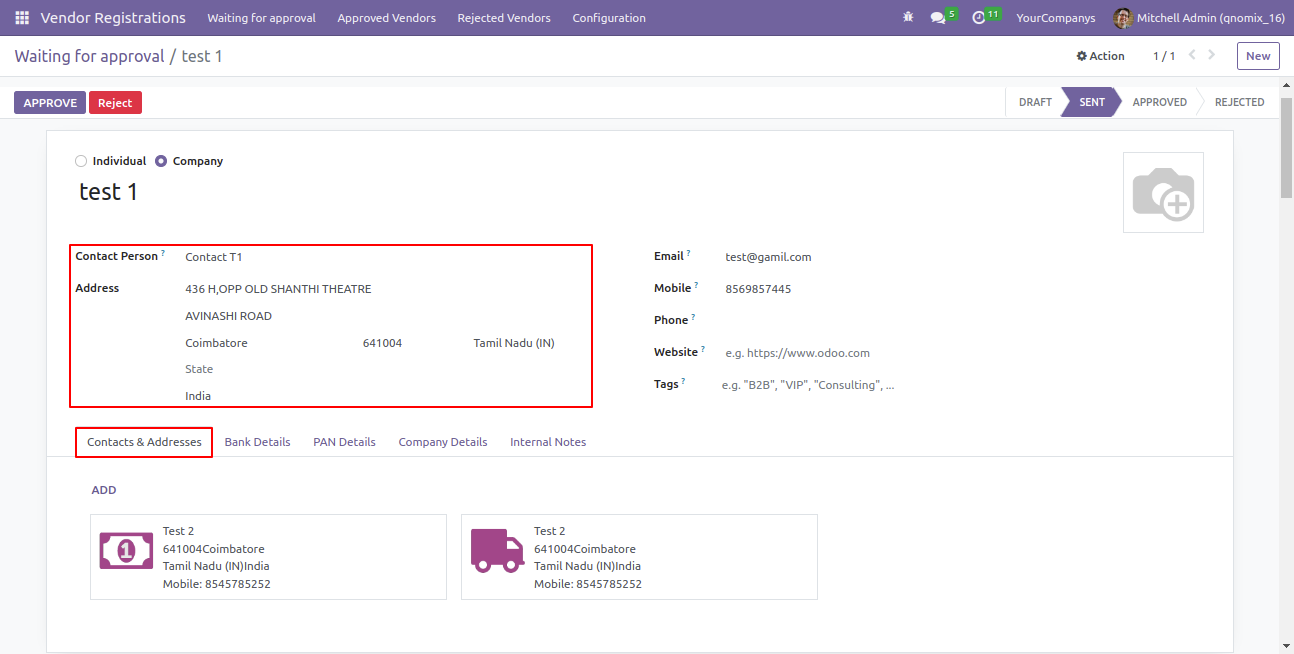 Vendor Registrations Waiting for approval Approved Vendors Rejected Vendors Configuration 5 11 YourCompanys Mitchell Admin (qnomix_16)
Waiting for approval / test 1 Action 1 / 1 New
APPROVE Reject DRAFT SENT APPROVED REJECTED
Individual Company
test 1
Contact Person ? Contact T1 Email ? test@gamil.com
Address 436 H,OPP OLD SHANTHI THEATRE Mobile ? 8569857445
AVINASHI ROAD Phone ?
Coimbatore 641004 Tamil Nadu (IN) Website ? e.g. https://www.odoo.com
State Tags ? e.g. "B2B", "VIP", "Consulting", ...
India
Contacts & Addresses Bank Details PAN Details Company Details Internal Notes
ADD
1 Test 2
641004Coimbatore
Tamil Nadu (IN)India
Mobile: 8545785252
Test 2
641004Coimbatore
Tamil Nadu (IN)India
Mobile: 8545785252